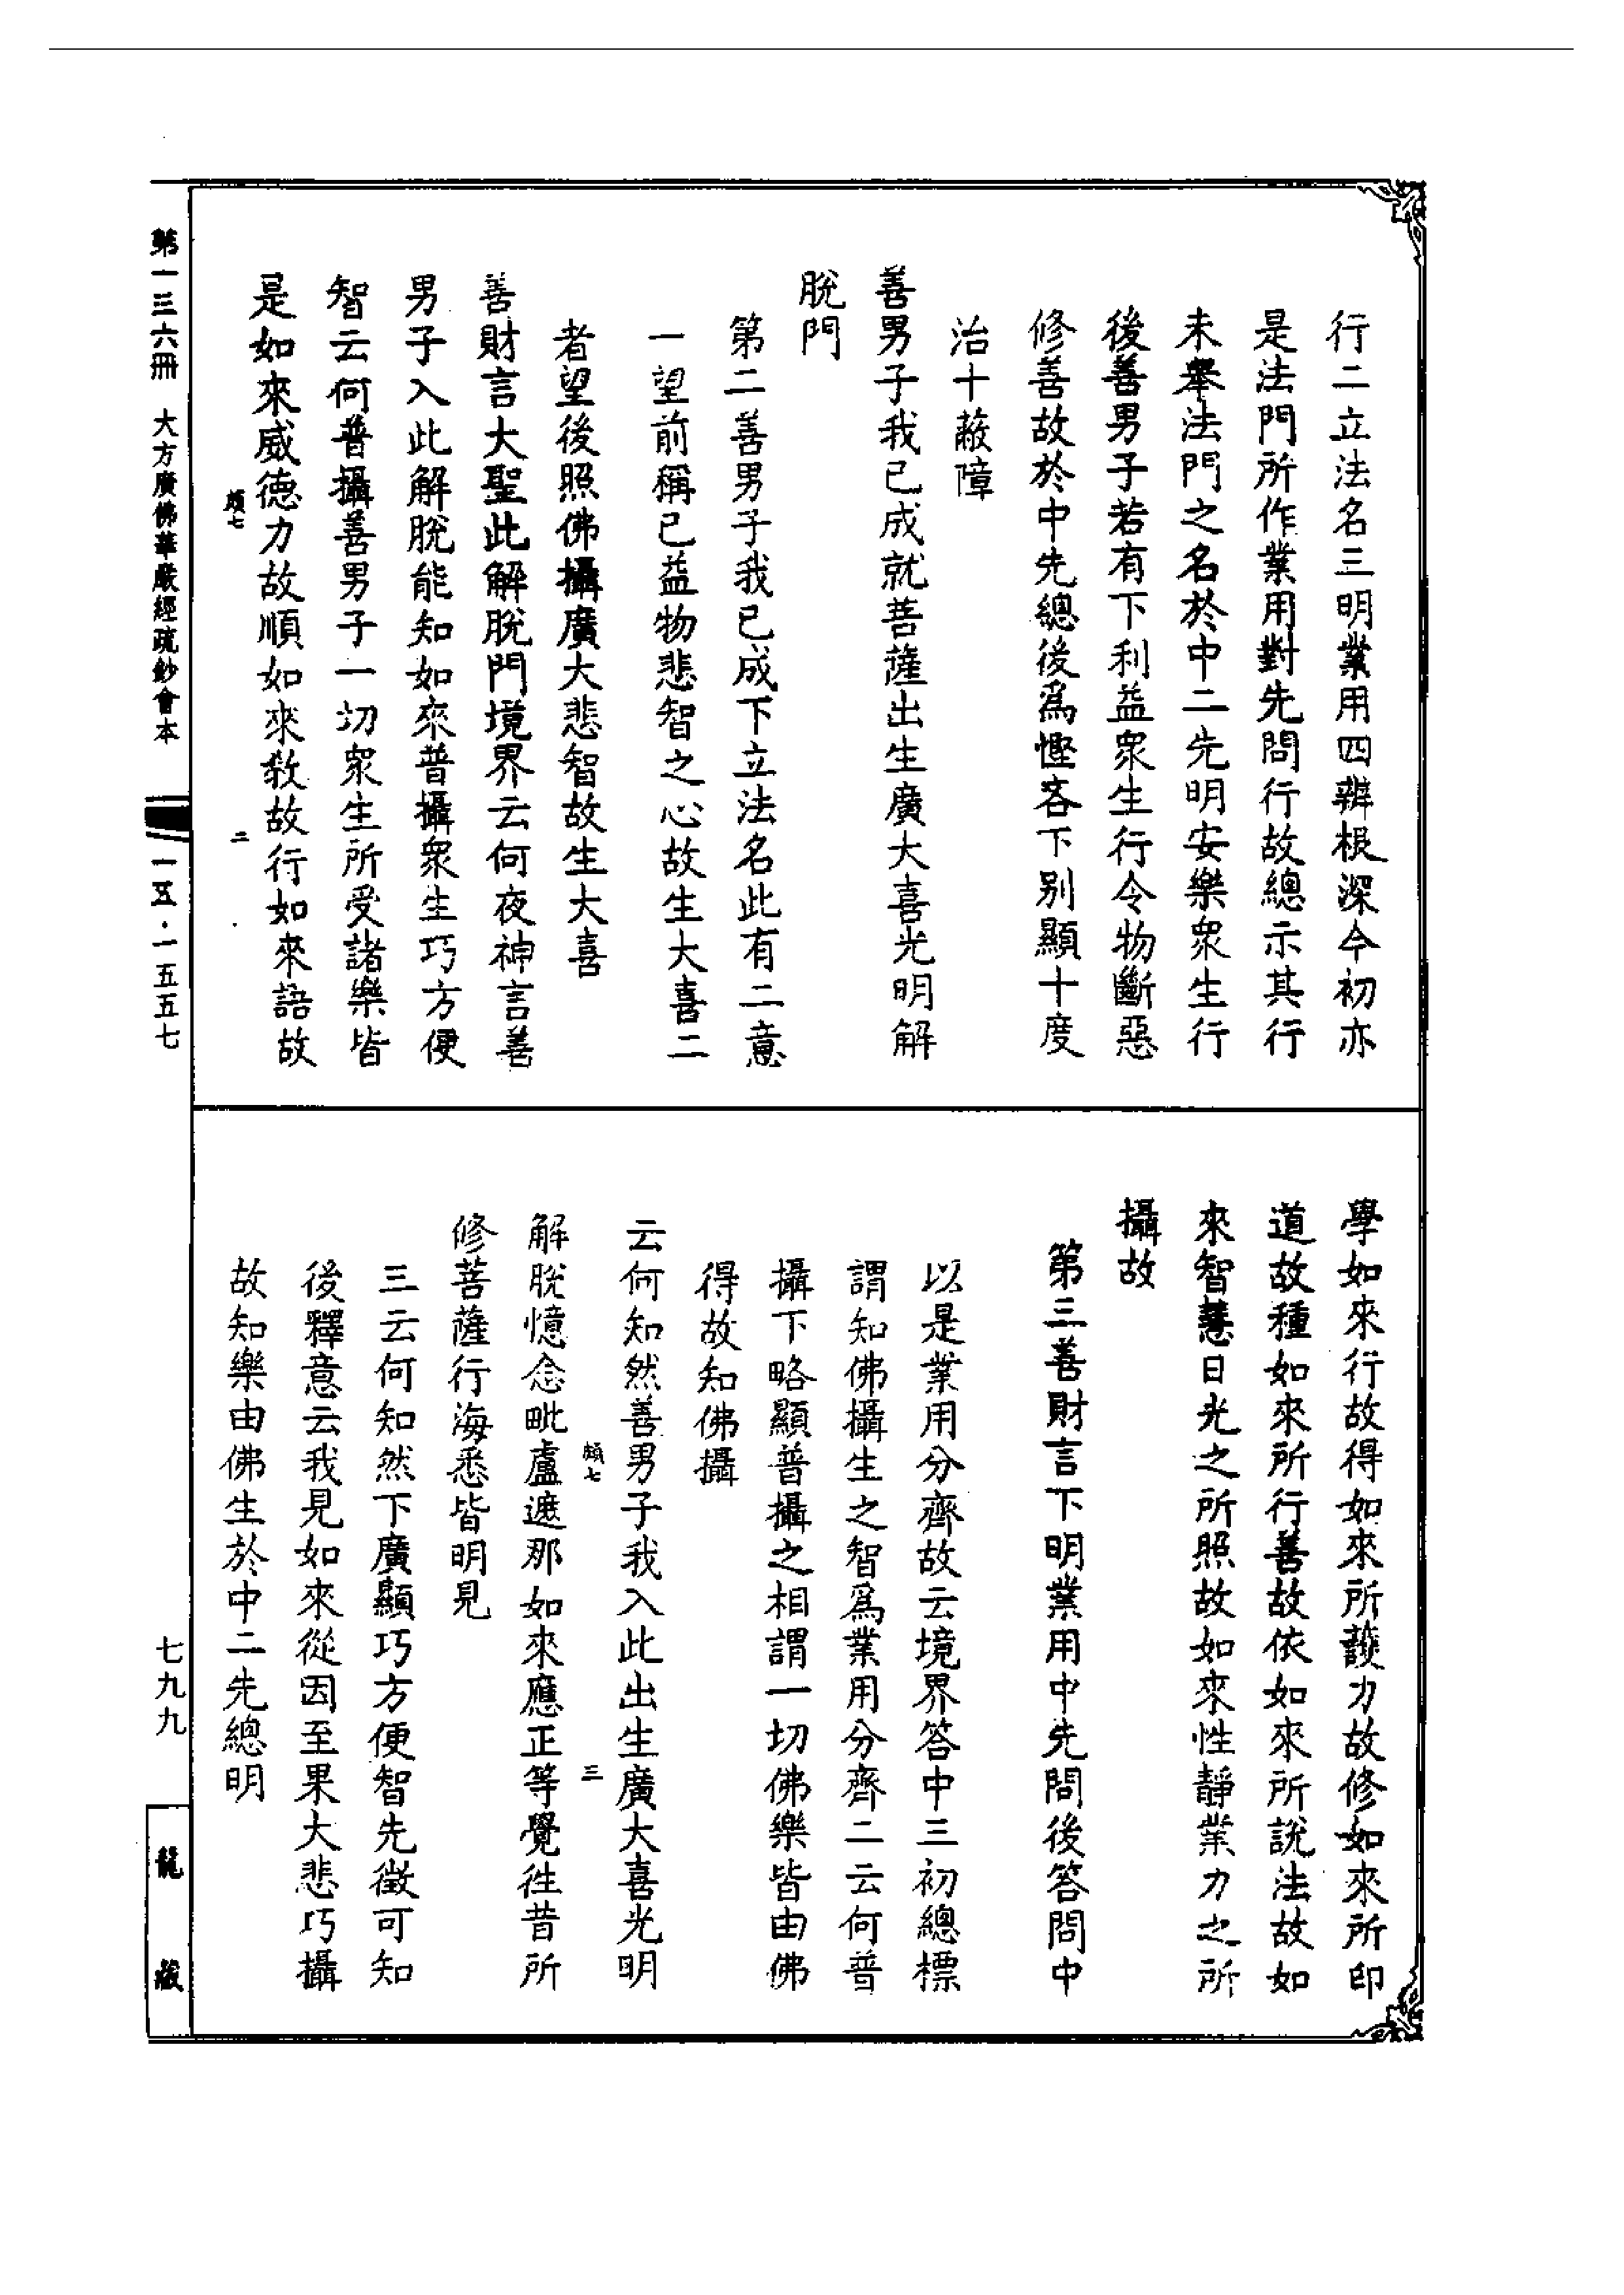 行二立法名三明業用四辨根深今初亦
是法門所作業用對先問行故總示其行
未舉法門之名於中二先明安樂眾生行
後善男子若有下利益眾生行令物斷惡
修善故於中先總後為慳吝下別顯十度
治十蔽障
善男子我已成就菩薩出生廣大喜光明解
脫門
第二善男子我已成下立法名此有二意
一望前稱已益物悲智之心故生大喜二
者望後照佛攝廣大悲智故生大喜
善財言大聖此解脫門境界云何夜神言善
男子入此解脫能知如來普攝眾生巧方便
智云何普攝善男子一切眾生所受諸樂皆
是如來威德力故順如來教故行如來語故
二
學如來行故得如來所護力故修如來所印
道故種如來所行善故依如來所說法故如
來智慧日光之所照故如來性靜業力之所
攝故
第三善財言下明業用中先問後答問中
以是業用分齊故云境界答中三初總標
謂知佛攝生之智為業用分齊二云何普
攝下略顯普攝之相謂一切佛樂皆由佛
得故知佛攝
云何知然善男子我入此出生廣大喜光明
三
解脫憶念毗盧遮那如來應正等覺往昔所
修菩薩行海悉皆明見
三云何知然下廣顯巧方便智先徵可知
後釋意云我見如來從因至果大悲巧攝
故知樂由佛生於中二先總明
第一三六冊 大方廣佛華嚴經疏鈔會本
一五·一五五七
七九九
龍藏